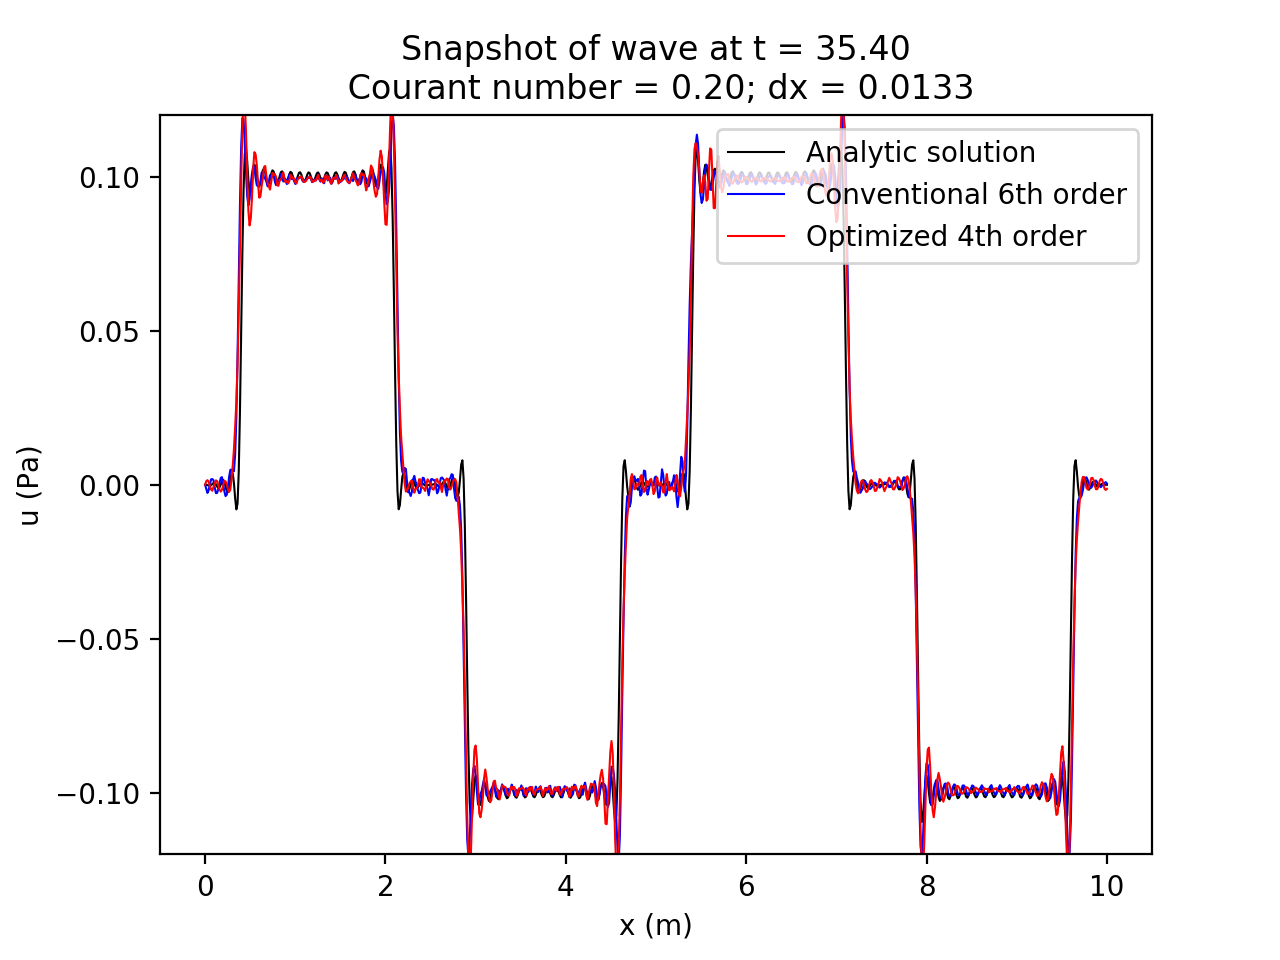 Snapshot of wave at t = 35.40
Courant number = 0.20; dx = 0.0133
Analytic solution
Conventional 6th order
Optimized 4th order
0.10
0.05
0.00
−0.05
−0.10
u (Pa)
0 2 4 6 8 10
x (m)